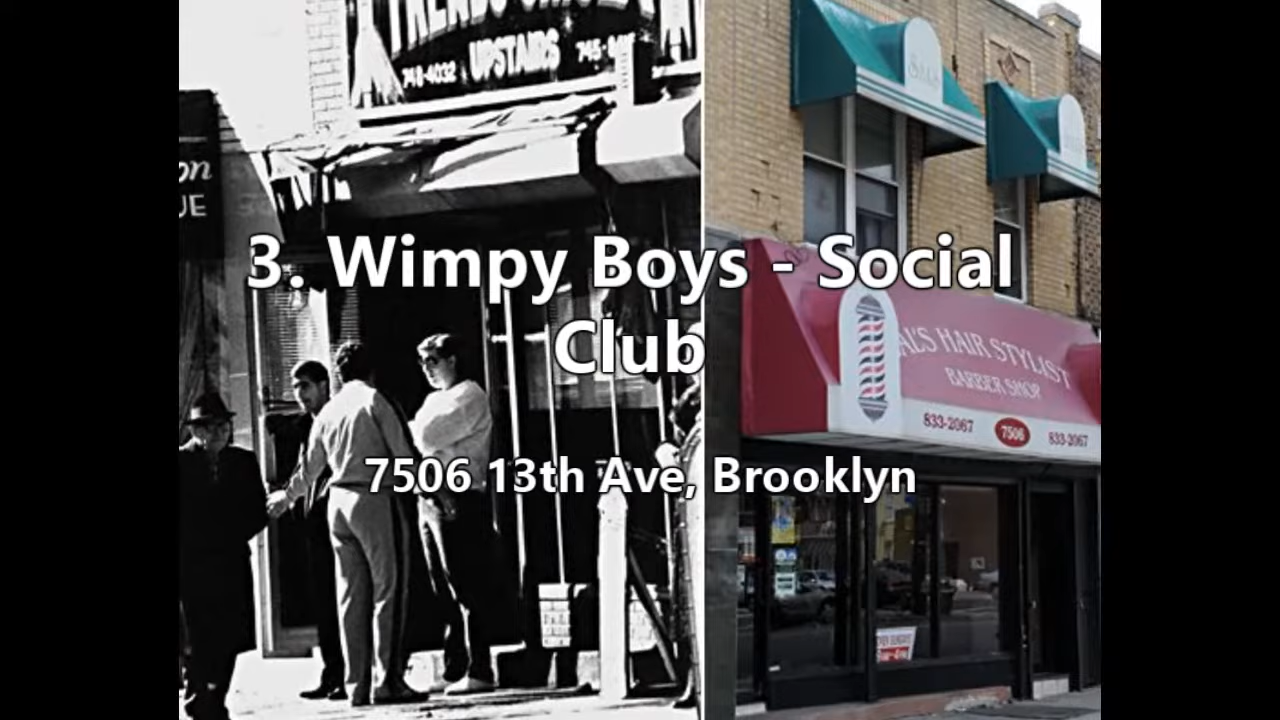 3. Wimpy Boys - Social
Club
7506 13th Ave, Brooklyn
UPSTAIRS
748-4032
AL'S HAIR STYLIST
BARBER SHOP
833-2067
7506
833-2067